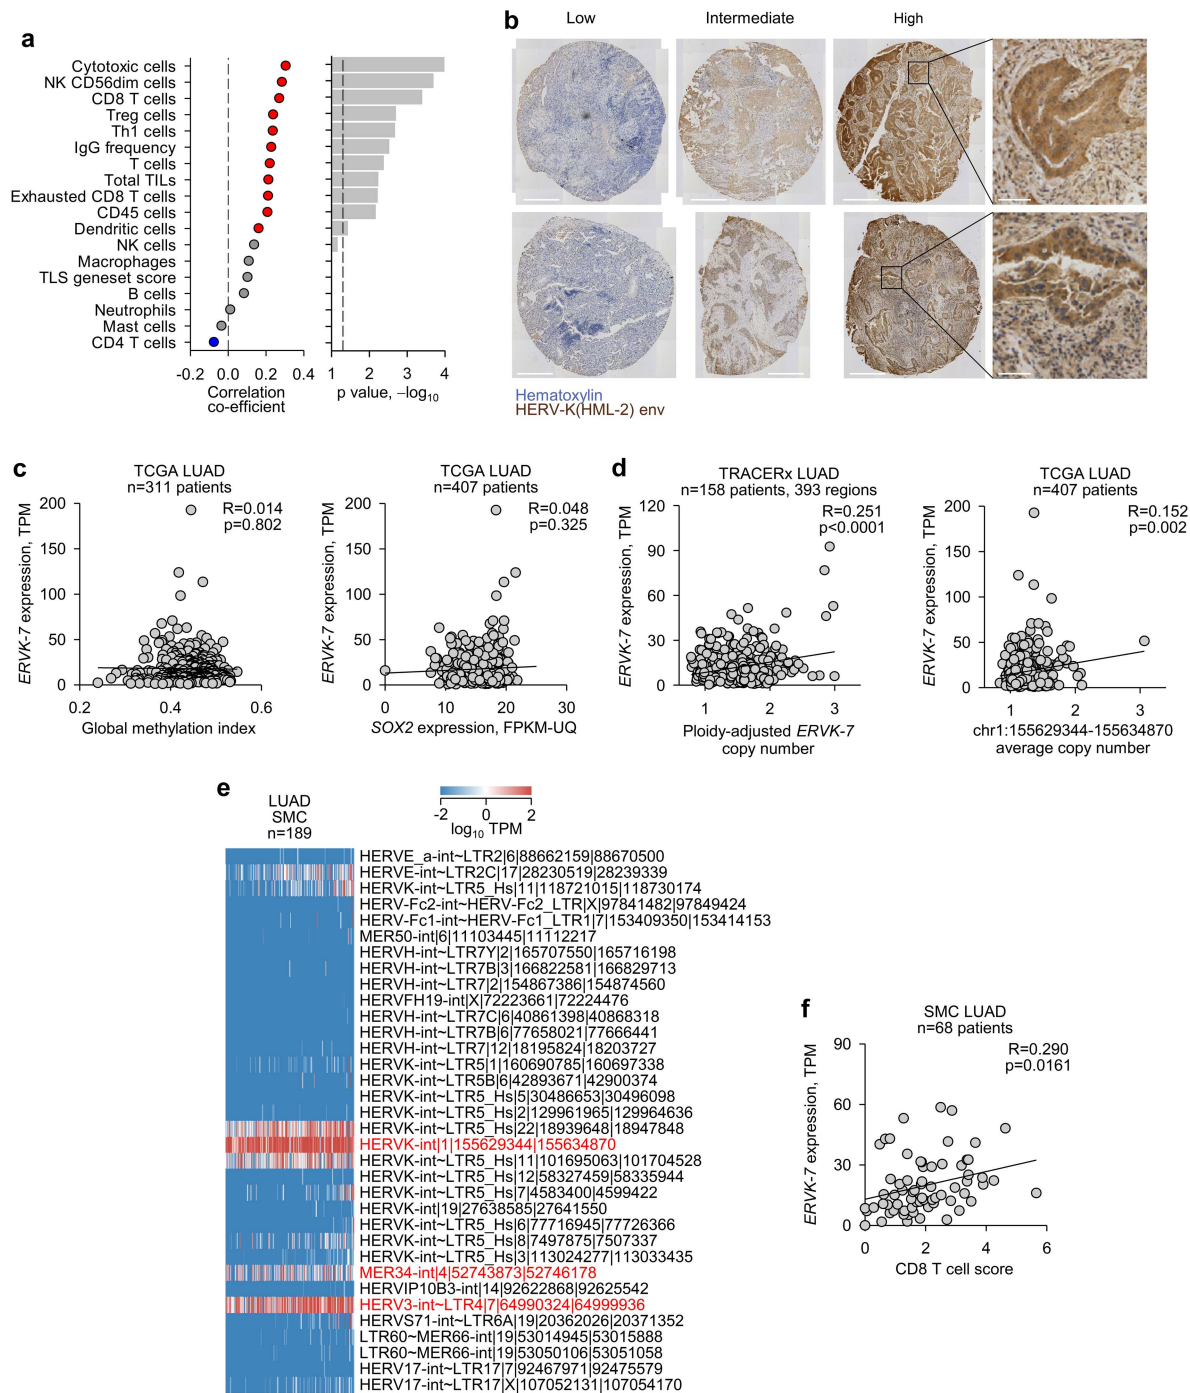 a
Cytotoxic cells
NK CD56dim cells
CD8 T cells
Treg cells
Th1 cells
IgG frequency
T cells
Total TILs
Exhausted CD8 T cells
CD45 cells
Dendritic cells
NK cells
Macrophages
TLS geneset score
B cells
Neutrophils
Mast cells
CD4 T cells
-0.2 0.0 0.2 0.4
Correlation
co-efficient
1 2 3 4
p value, −log10
b
Low Intermediate High
Hematoxylin
HERV-K(HML-2) env
c
TCGA LUAD
n=311 patients
R=0.014
p=0.802
ERVK-7 expression, TPM
200
150
100
50
0
0.2 0.4 0.6
Global methylation index
TCGA LUAD
n=407 patients
R=0.048
p=0.325
ERVK-7 expression, TPM
200
150
100
50
0
0 10 20 30
SOX2 expression, FPKM-UQ
d
TRACERx LUAD
n=158 patients, 393 regions
R=0.251
p<0.0001
ERVK-7 expression, TPM
120
90
60
30
0
1 2 3
Ploidy-adjusted ERVK-7
copy number
TCGA LUAD
n=407 patients
R=0.152
p=0.002
ERVK-7 expression, TPM
200
150
100
50
0
1 2 3
chr1:155629344-155634870
average copy number
e
LUAD
SMC
n=189
-2 0 2
log10 TPM
HERVE_a-int~LTR2|6|88662159|88670500
HERVE-int~LTR2C|17|28230519|28239339
HERVK-int~LTR5_Hs|11|118721015|118730174
HERV-Fc2-int~HERV-Fc2_LTR|X|97841482|97849424
HERV-Fc1-int~HERV-Fc1_LTR1|7|153409350|153414153
MER50-int|6|11103445|11112217
HERVH-int~LTR7Y|2|165707550|165716198
HERVH-int~LTR7B|3|166822581|166829713
HERVH-int~LTR7|2|154867386|154874560
HERVFH19-int|X|72223661|72224476
HERVH-int~LTR7C|6|40861398|40868318
HERVH-int~LTR7B|6|77658021|77666441
HERVH-int~LTR7|12|18195824|18203727
HERVK-int~LTR5|1|160690785|160697338
HERVK-int~LTR5B|6|42893671|42900374
HERVK-int~LTR5_Hs|5|30486653|30496098
HERVK-int~LTR5_Hs|2|129961965|129964636
HERVK-int~LTR5_Hs|22|18939648|18947848
HERVK-int|1|155629344|155634870
HERVK-int~LTR5_Hs|11|101695063|101704528
HERVK-int~LTR5_Hs|12|58327459|58335944
HERVK-int~LTR5_Hs|7|4583400|4599422
HERVK-int|19|27638585|27641550
HERVK-int~LTR5_Hs|6|77716945|77726366
HERVK-int~LTR5_Hs|8|7497875|7507337
HERVK-int~LTR5_Hs|3|113024277|113033435
MER34-int|4|52743873|52746178
HERVIP10B3-int|14|92622868|92625542
HERV3-int~LTR4|7|64990324|64999936
HERVS71-int~LTR6A|19|20362026|20371352
LTR60~MER66-int|19|53014945|53015888
LTR60~MER66-int|19|53050106|53051058
HERV17-int~LTR17|7|92467971|92475579
HERV17-int~LTR17|X|107052131|107054170
f
SMC LUAD
n=68 patients
R=0.290
p=0.0161
ERVK-7 expression, TPM
90
60
30
0
0 2 4 6
CD8 T cell score